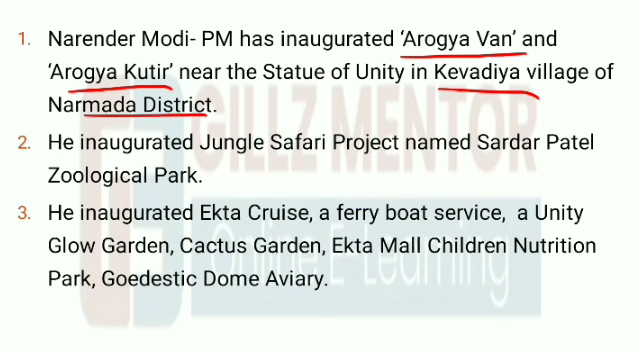 1. Narender Modi- PM has inaugurated ‘Arogya Van’ and
‘Arogya Kutir’ near the Statue of Unity in Kevadiya village of
Narmada District.
2. He inaugurated Jungle Safari Project named Sardar Patel
Zoological Park.
3. He inaugurated Ekta Cruise, a ferry boat service, a Unity
Glow Garden, Cactus Garden, Ekta Mall Children Nutrition
Park, Goedestic Dome Aviary.
GILLZ MENTOR
Online E-Learning